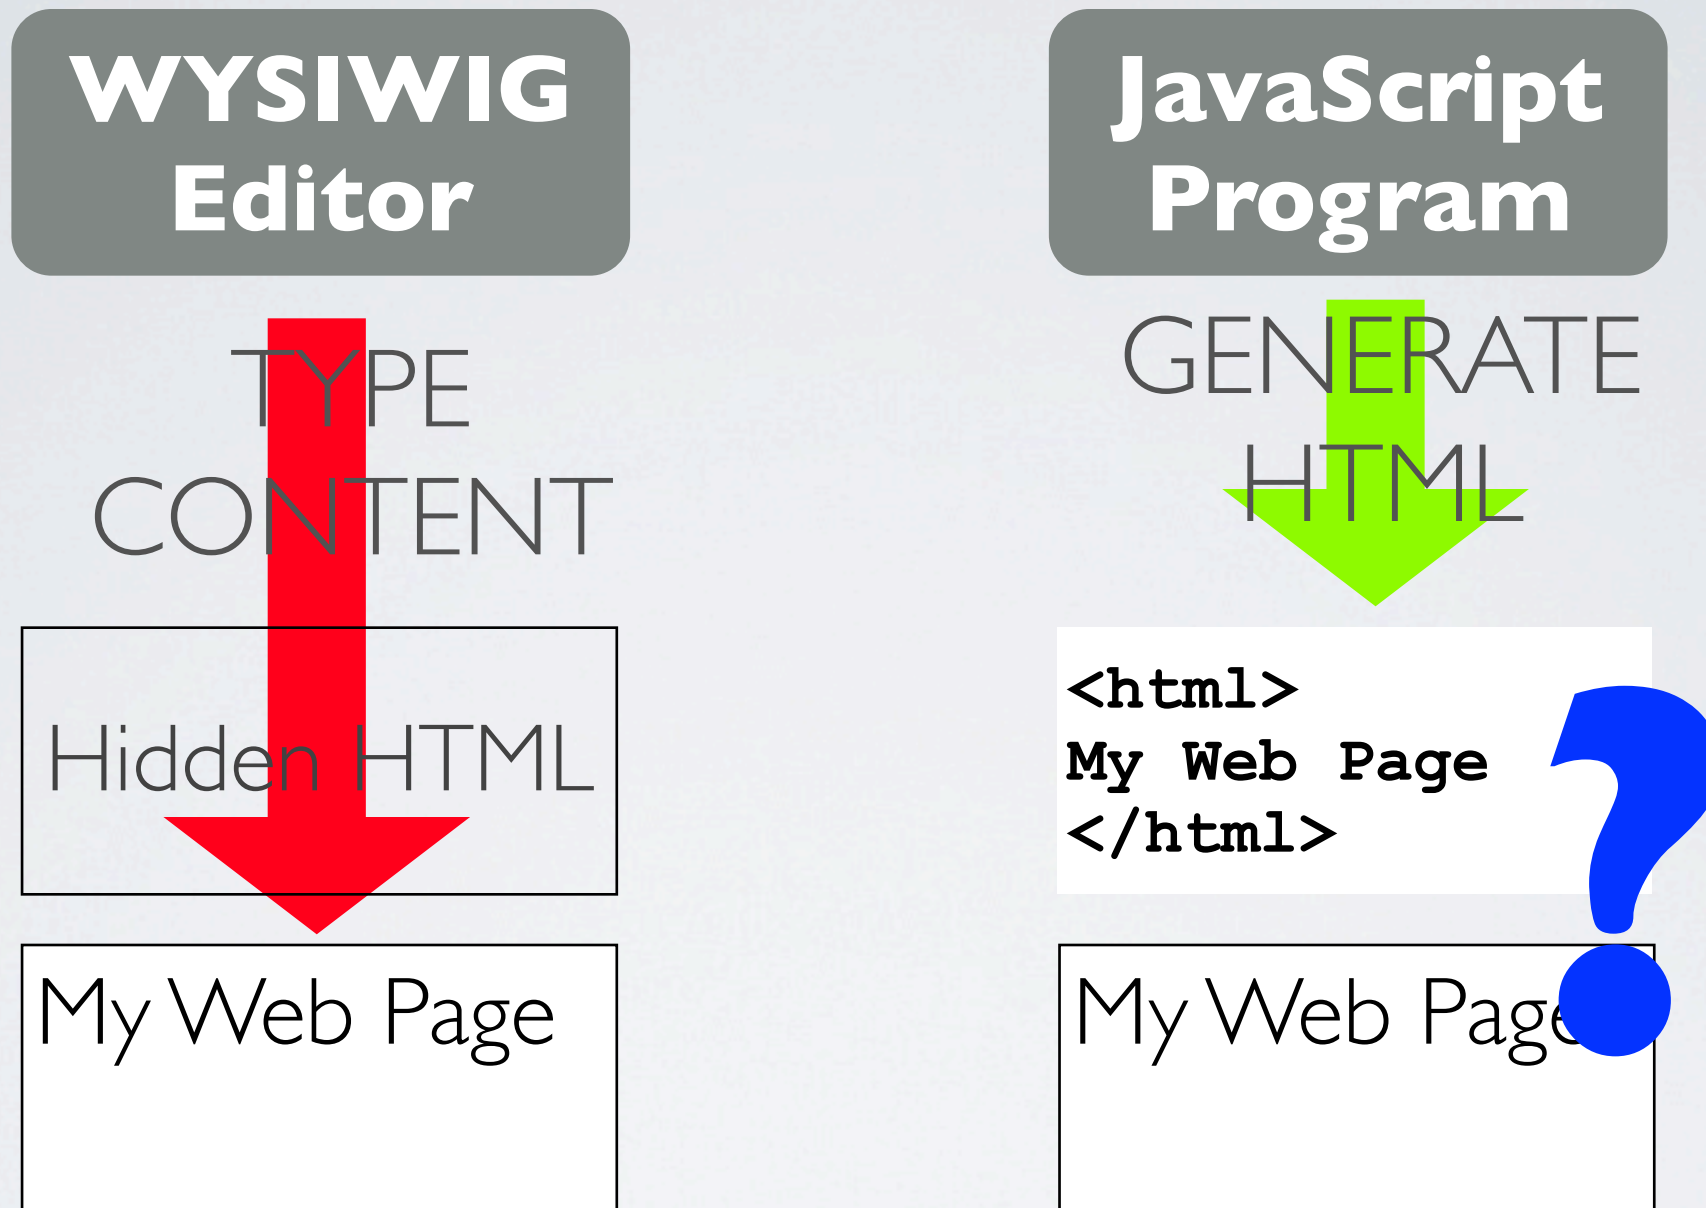 WYSIWIG
Editor
TYPE
CONTENT
Hidden HTML
My Web Page
JavaScript
Program
GENERATE
HTML
<html>
My Web Page
</html>
?
My Web Page